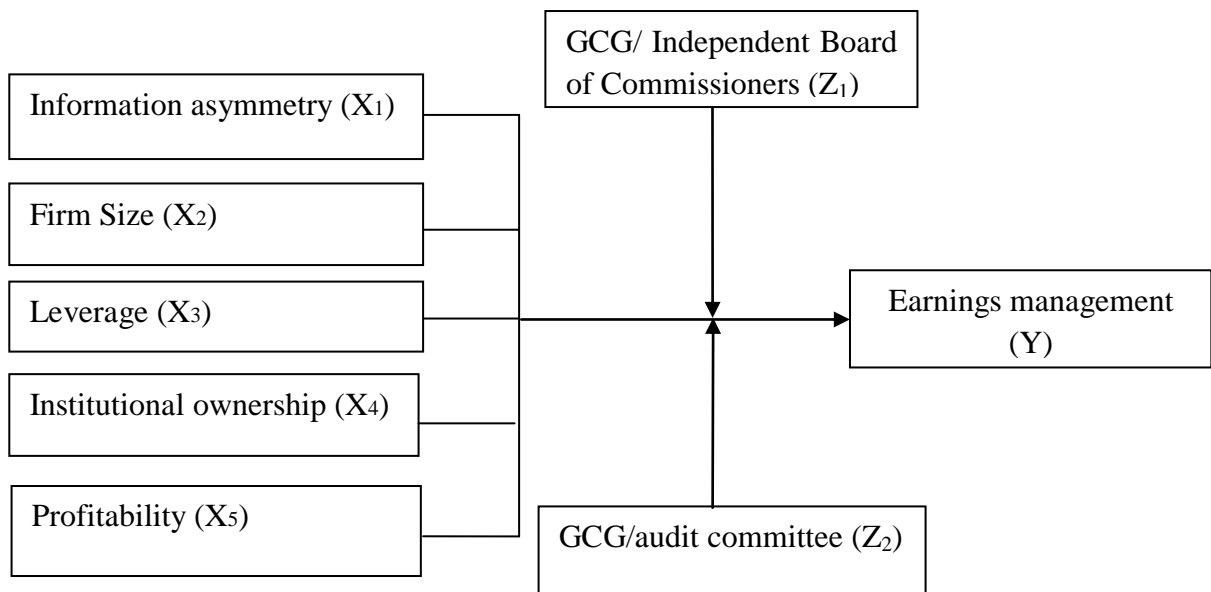 GCG/ Independent Board
of Commissioners (Z₁)
Information asymmetry (X₁)
Firm Size (X₂)
Leverage (X₃)
Institutional ownership (X₄)
Profitability (X₅)
Earnings management
(Y)
GCG/audit committee (Z₂)